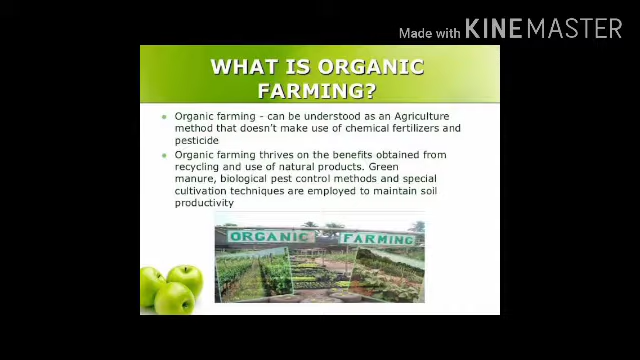 Made with KINEMASTER
WHAT IS ORGANIC
FARMING?
Organic farming - can be understood as an Agriculture
method that doesn't make use of chemical fertilizers and
pesticide
Organic farming thrives on the benefits obtained from
recycling and use of natural products. Green
manure, biological pest control methods and special
cultivation techniques are employed to maintain soil
productivity
ORGANIC FARMING